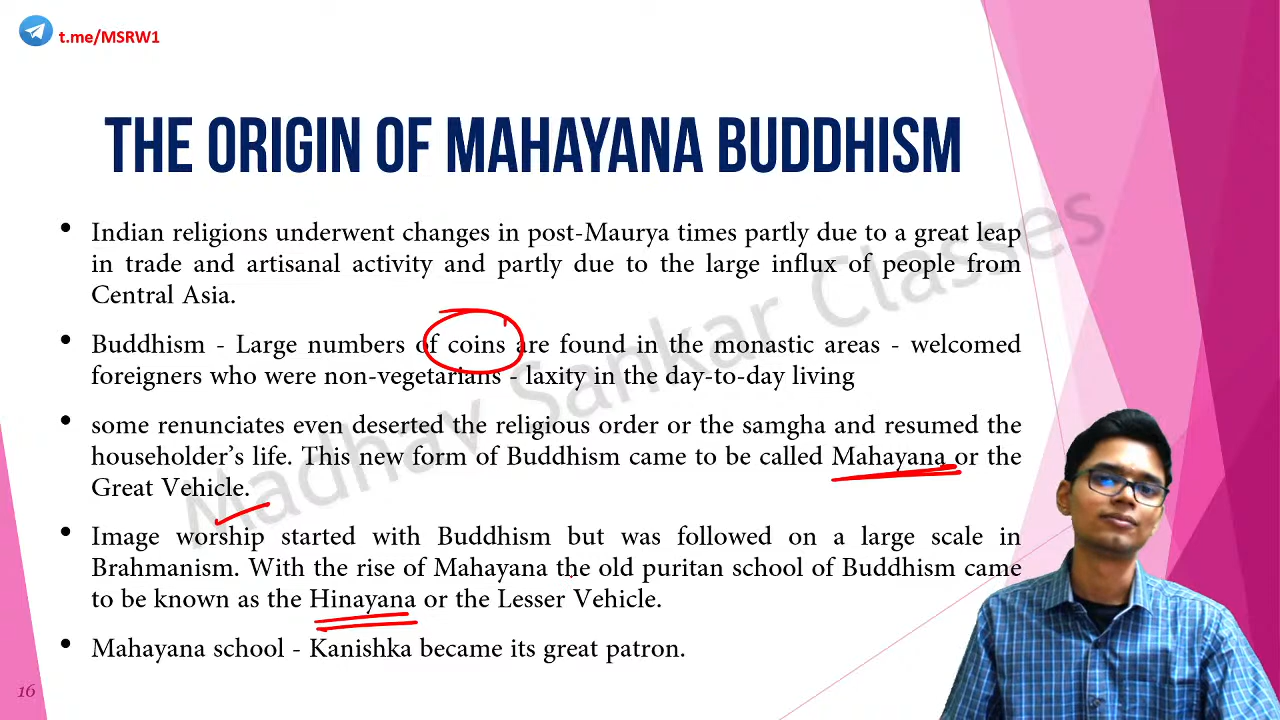 t.me/MSRW1
THE ORIGIN OF MAHAYANA BUDDHISM
• Indian religions underwent changes in post-Maurya times partly due to a great leap
in trade and artisanal activity and partly due to the large influx of people from
Central Asia.
• Buddhism - Large numbers of coins are found in the monastic areas - welcomed
foreigners who were non-vegetarians - laxity in the day-to-day living
• some renunciates even deserted the religious order or the samgha and resumed the
householder's life. This new form of Buddhism came to be called Mahayana or the
Great Vehicle.
• Image worship started with Buddhism but was followed on a large scale in
Brahmanism. With the rise of Mahayana the old puritan school of Buddhism came
to be known as the Hinayana or the Lesser Vehicle.
• Mahayana school - Kanishka became its great patron.
Madhav Sankar Classes
16